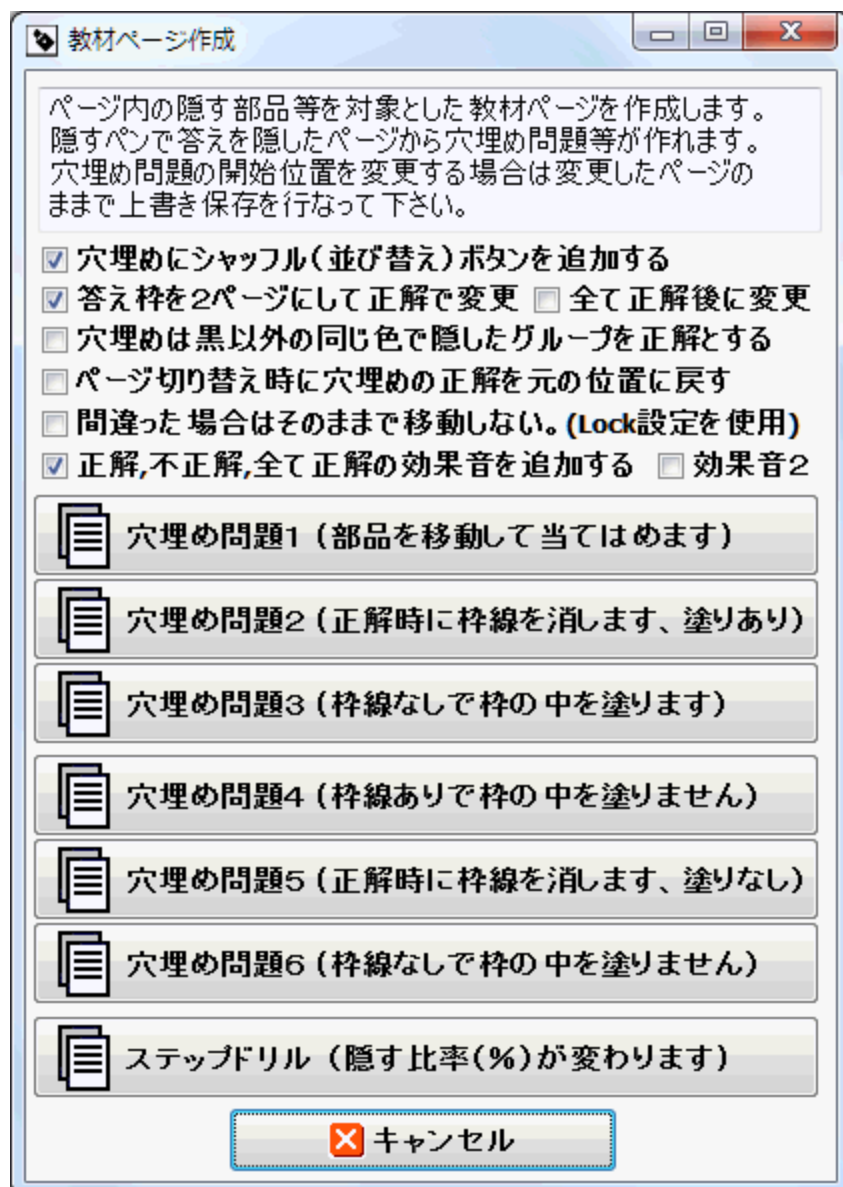 教材ページ作成
ページ内の隠す部品等を対象とした教材ページを作成します。
隠すペンで答えを隠したページから穴埋め問題等が作れます。
穴埋め問題の開始位置を変更する場合は変更したページの
ままで上書き保存を行なって下さい。
穴埋めにシャッフル(並び替え)ボタンを追加する
答え枠を2ページにして正解で変更 全て正解後に変更
穴埋めは黒以外の同じ色で隠したグループを正解とする
ページ切り替え時に穴埋めの正解を元の位置に戻す
間違った場合はそのままで移動しない。(Lock設定を使用)
正解,不正解,全て正解の効果音を追加する 効果音2
穴埋め問題1(部品を移動して当てはめます)
穴埋め問題2(正解時に枠線を消します、塗りあり)
穴埋め問題3(枠線なしで枠の中を塗ります)
穴埋め問題4(枠線ありで枠の中を塗りません)
穴埋め問題5(正解時に枠線を消します、塗りなし)
穴埋め問題6(枠線なしで枠の中を塗りません)
ステップドリル(隠す比率(%)が変わります)
キャンセル